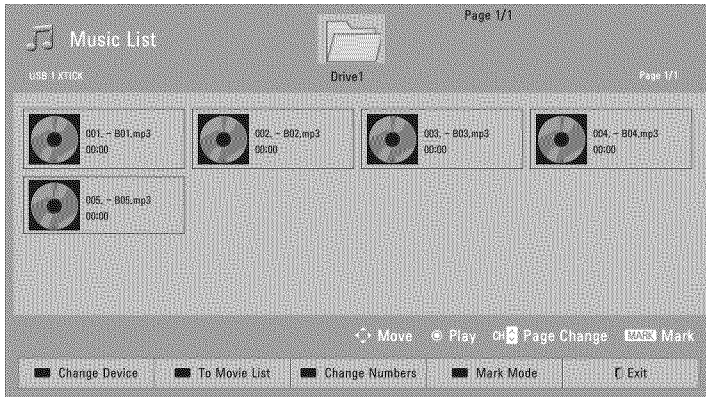 Page 1/1
Music List
USB 1 XTICK
Drive1
Page 1/1
001. - B01.mp3
00:00
002. - B02.mp3
00:00
003. - B03.mp3
00:00
004. - B04.mp3
00:00
005. - B05.mp3
00:00
Move
Play
CH
Page Change
MARK Mark
Change Device
To Movie List
Change Numbers
Mark Mode
Exit